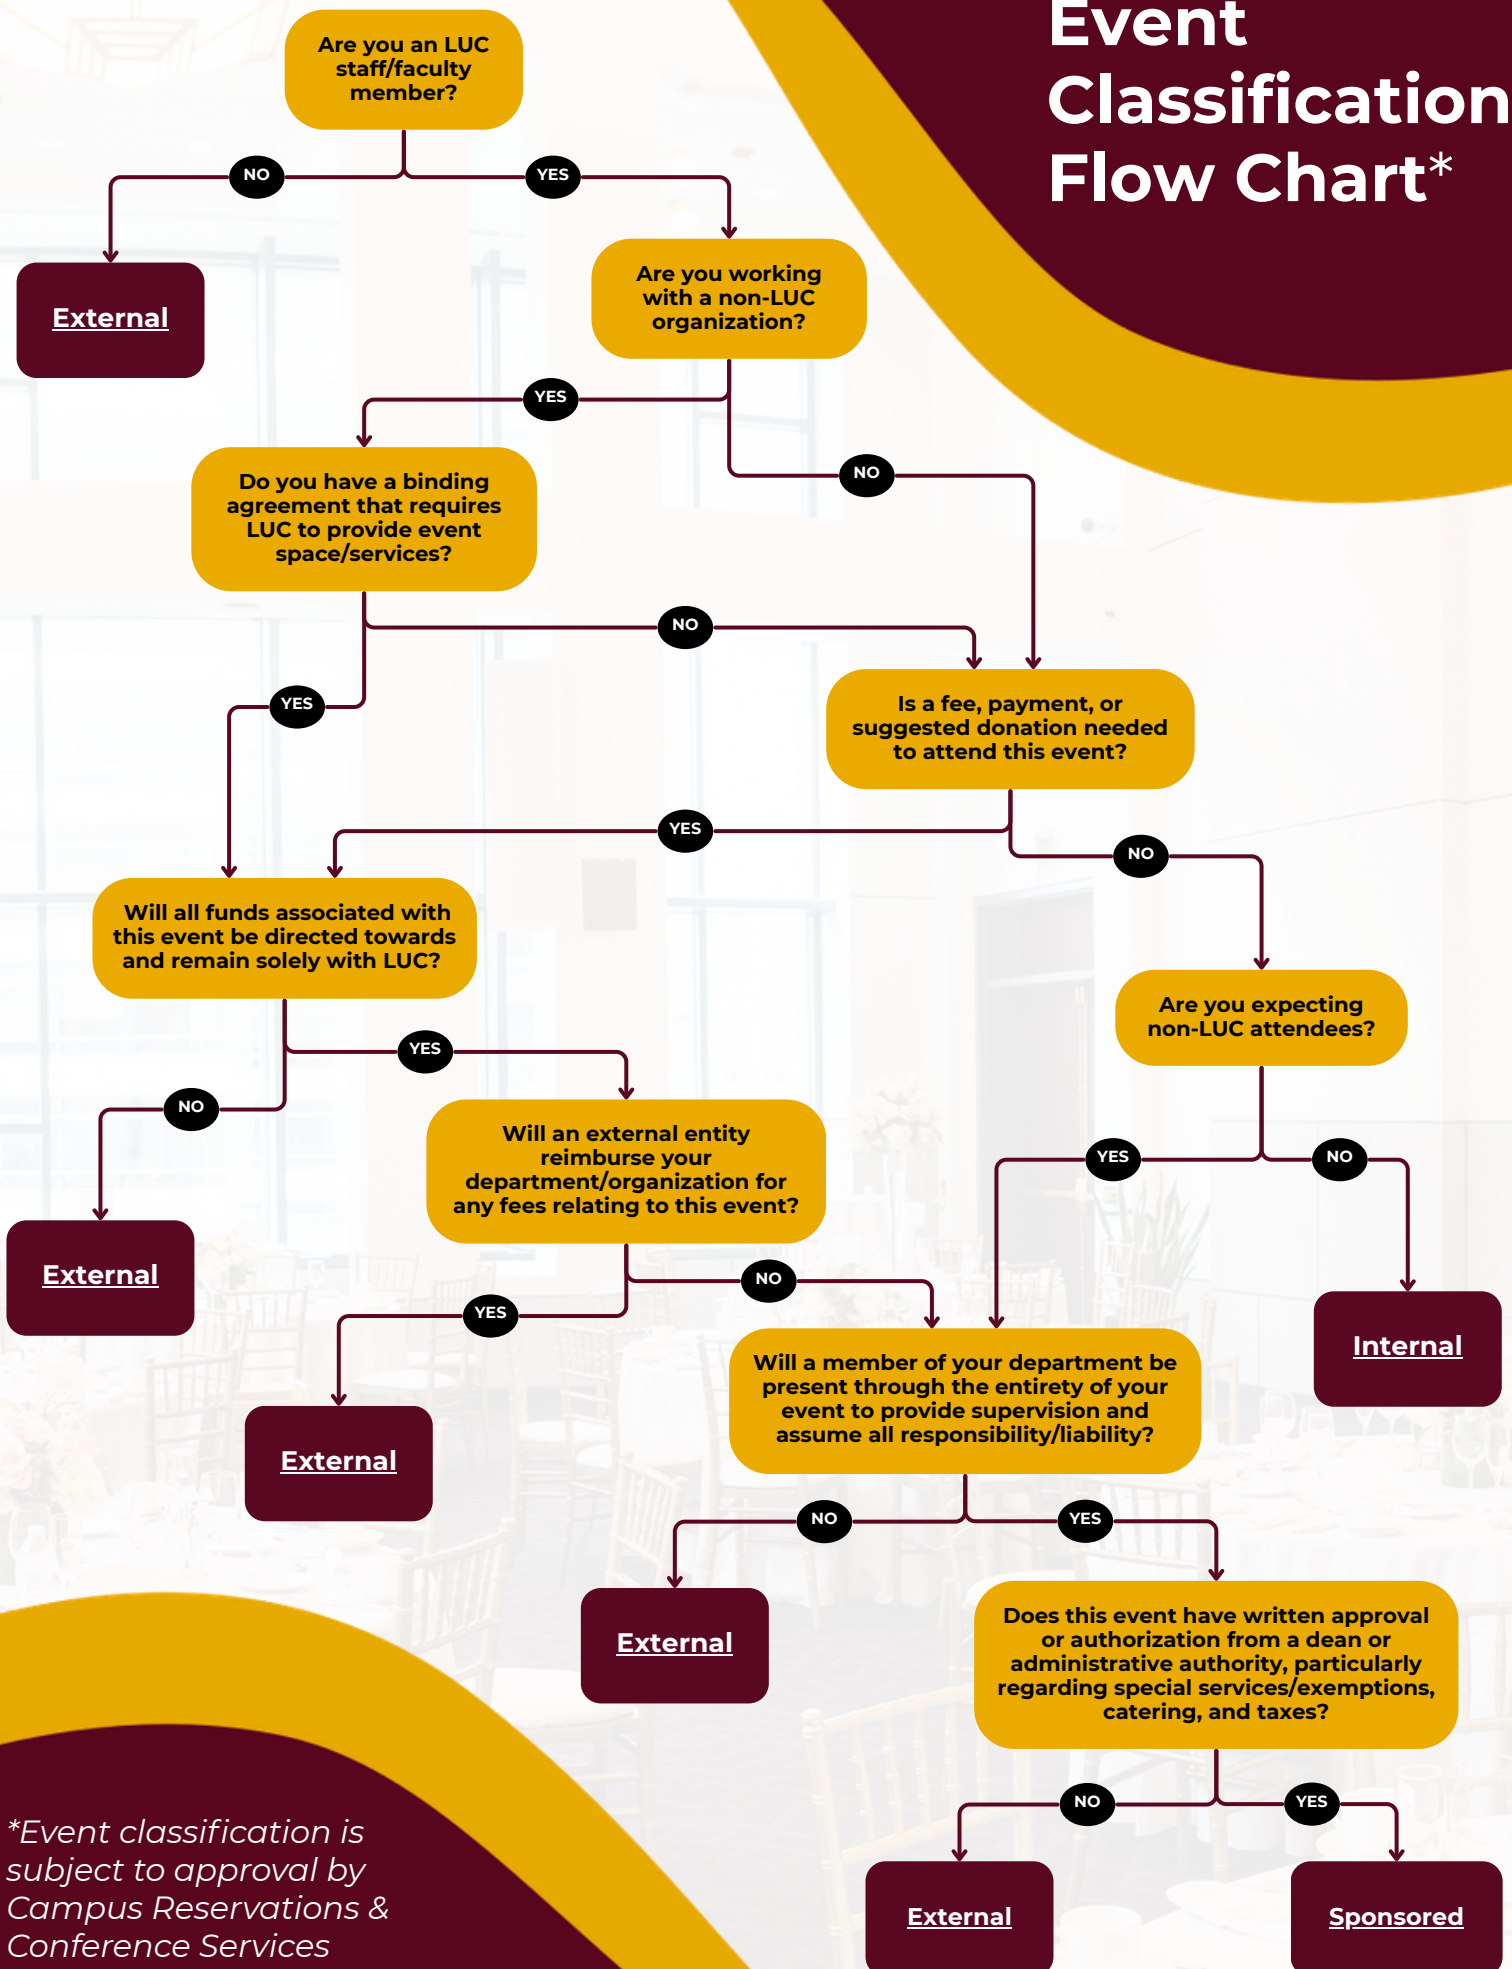 Event
Classification
Flow Chart*
Are you an LUC
staff/faculty
member?
NO
YES
External
Are you working
with a non-LUC
organization?
YES
NO
Do you have a binding
agreement that requires
LUC to provide event
space/services?
NO
YES
Is a fee, payment, or
suggested donation needed
to attend this event?
YES
NO
Will all funds associated with
this event be directed towards
and remain solely with LUC?
YES
NO
Are you expecting
non-LUC attendees?
YES
NO
Will an external entity
reimburse your
department/organization for
any fees relating to this event?
NO
YES
External
Internal
External
Will a member of your department be
present through the entirety of your
event to provide supervision and
assume all responsibility/liability?
NO
YES
External
Does this event have written approval
or authorization from a dean or
administrative authority, particularly
regarding special services/exemptions,
catering, and taxes?
NO
YES
External
Sponsored
*Event classification is
subject to approval by
Campus Reservations &
Conference Services